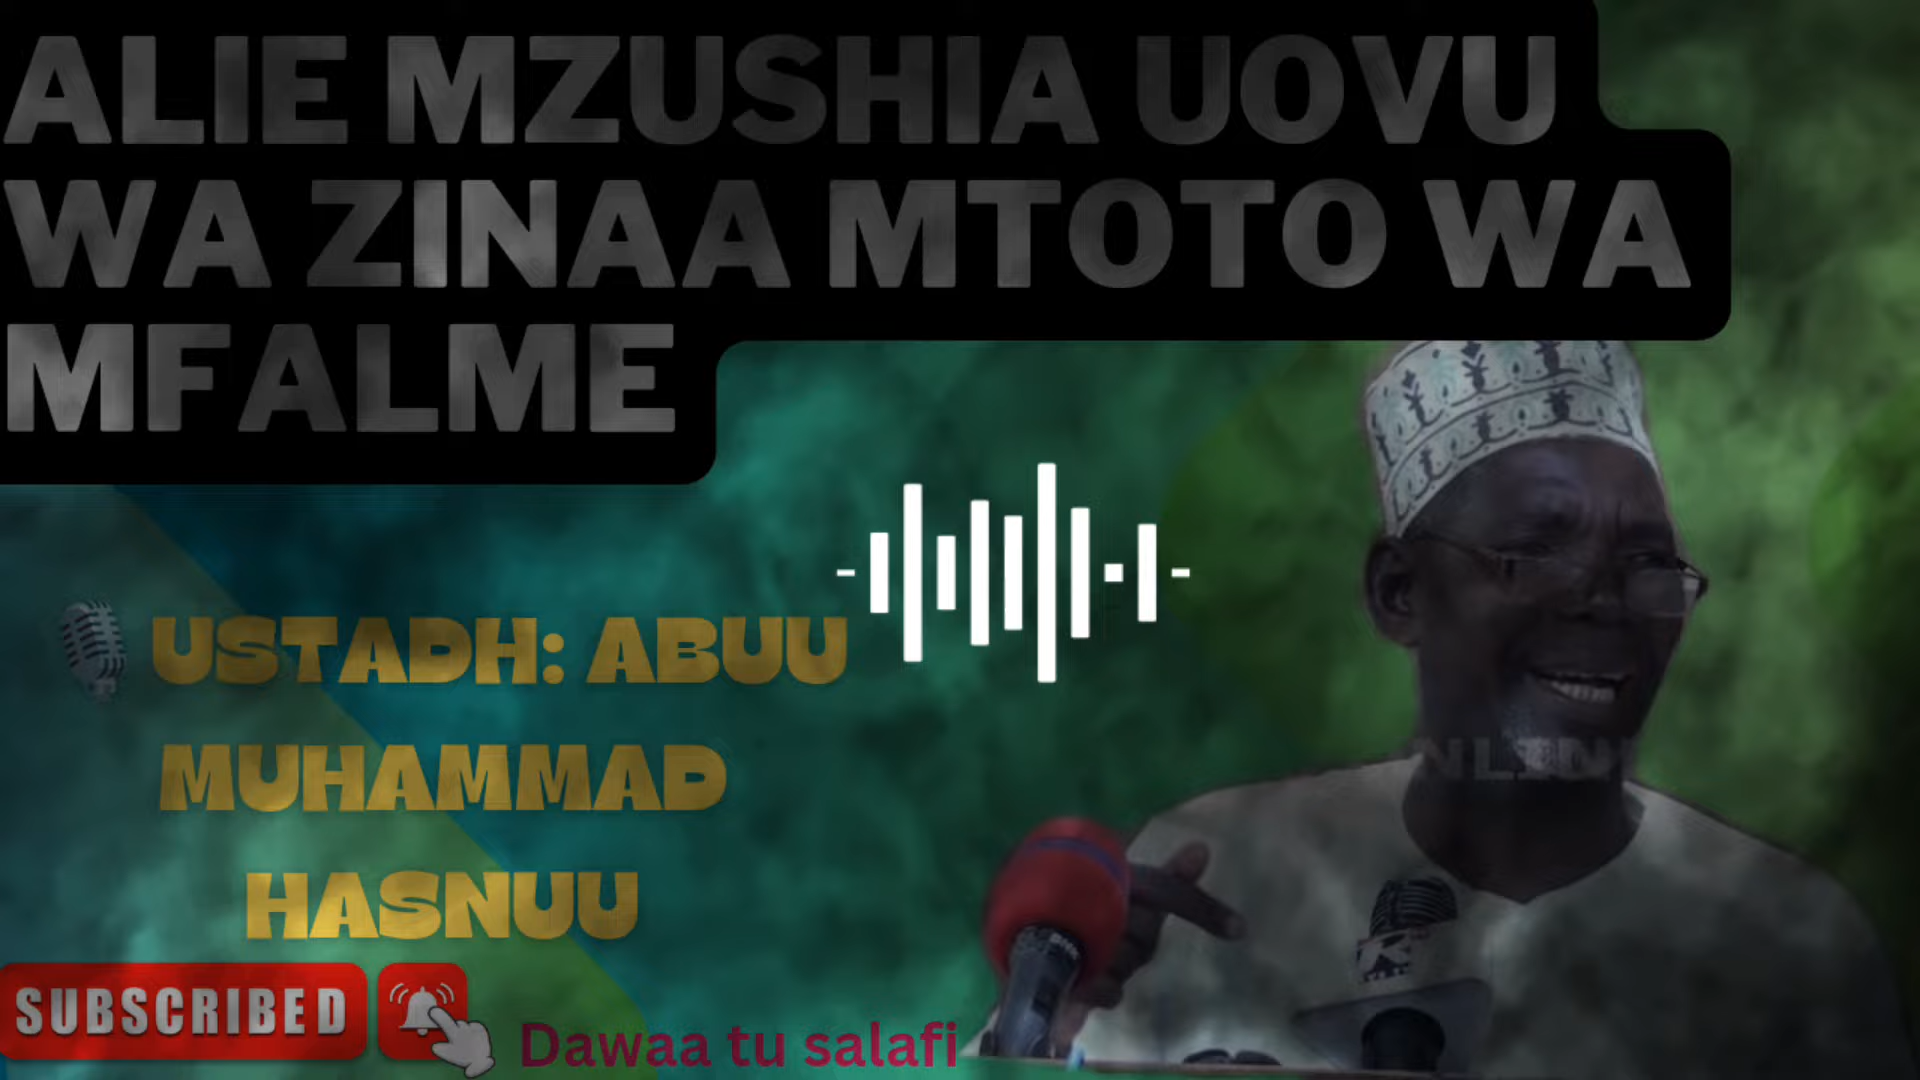 ALIE MZUSHIA UOVU
WA ZINAA MTOTO WA
MFALME
USTADH: ABUU
MUHAMMAD
HASNUU
SUBSCRIBED
Dawaa tu salafi